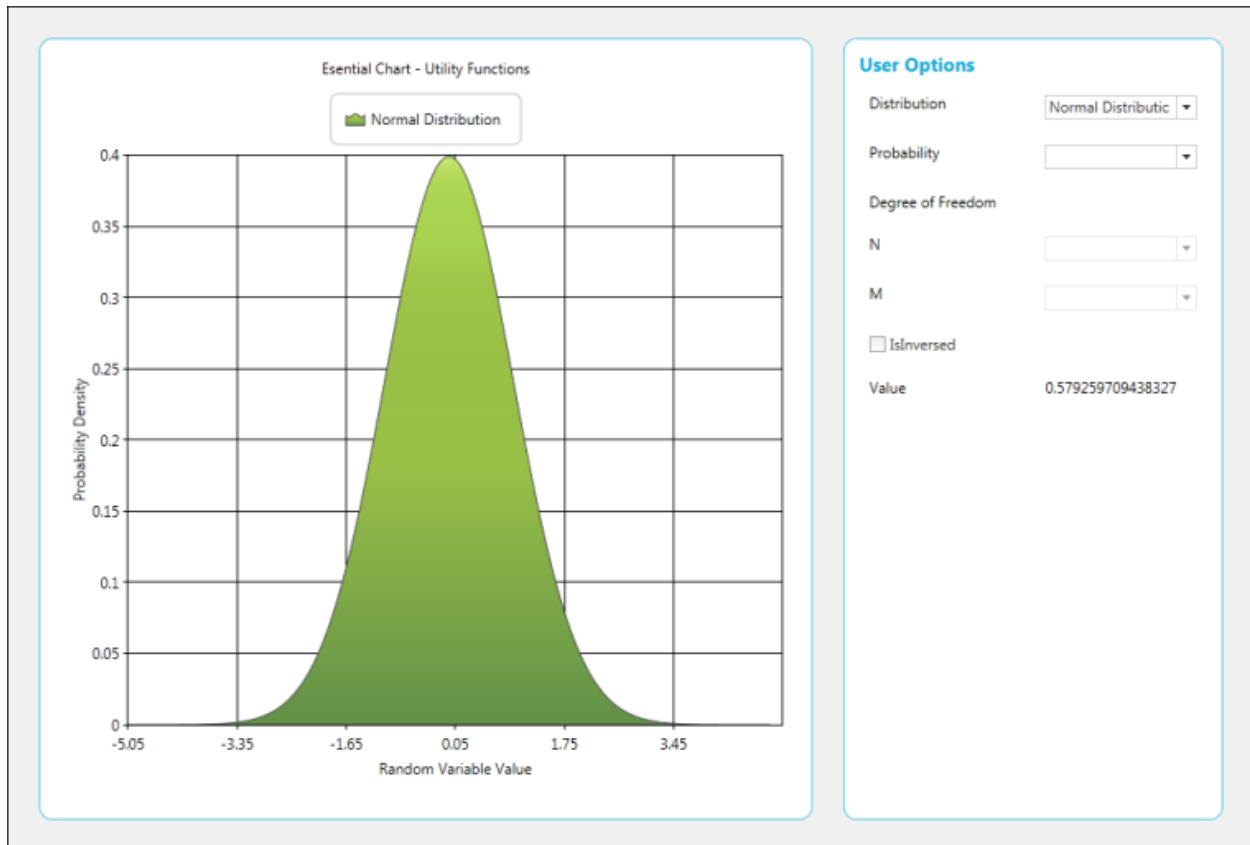 Esential Chart - Utility Functions
Normal Distribution
Probability Density
0.4
0.35
0.3
0.25
0.2
0.15
0.1
0.05
0
-5.05 -3.35 -1.65 0.05 1.75 3.45
Random Variable Value
User Options
Distribution Normal Distributic
Probability
Degree of Freedom
N
M
IsInversed
Value 0.579259709438327